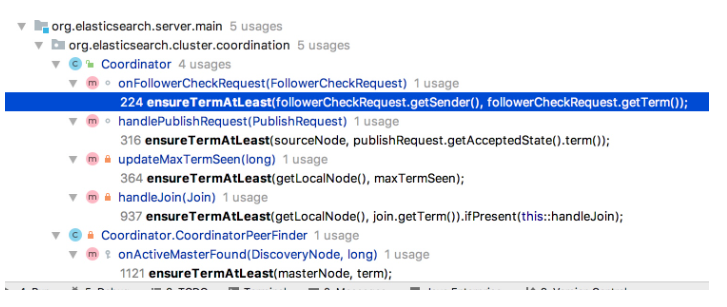 org.elasticsearch.server.main 5 usages
org.elasticsearch.cluster.coordination 5 usages
Coordinator 4 usages
onFollowerCheckRequest(FollowerCheckRequest) 1 usage
224 ensureTermAtLeast(followerCheckRequest.getSender(), followerCheckRequest.getTerm());
handlePublishRequest(PublishRequest) 1 usage
316 ensureTermAtLeast(sourceNode, publishRequest.getAcceptedState().term());
updateMaxTermSeen(long) 1 usage
364 ensureTermAtLeast(getLocalNode(), maxTermSeen);
handleJoin(Join) 1 usage
937 ensureTermAtLeast(getLocalNode(), join.getTerm()).ifPresent(this::handleJoin);
Coordinator.CoordinatorPeerFinder 1 usage
onActiveMasterFound(DiscoveryNode, long) 1 usage
1121 ensureTermAtLeast(masterNode, term);